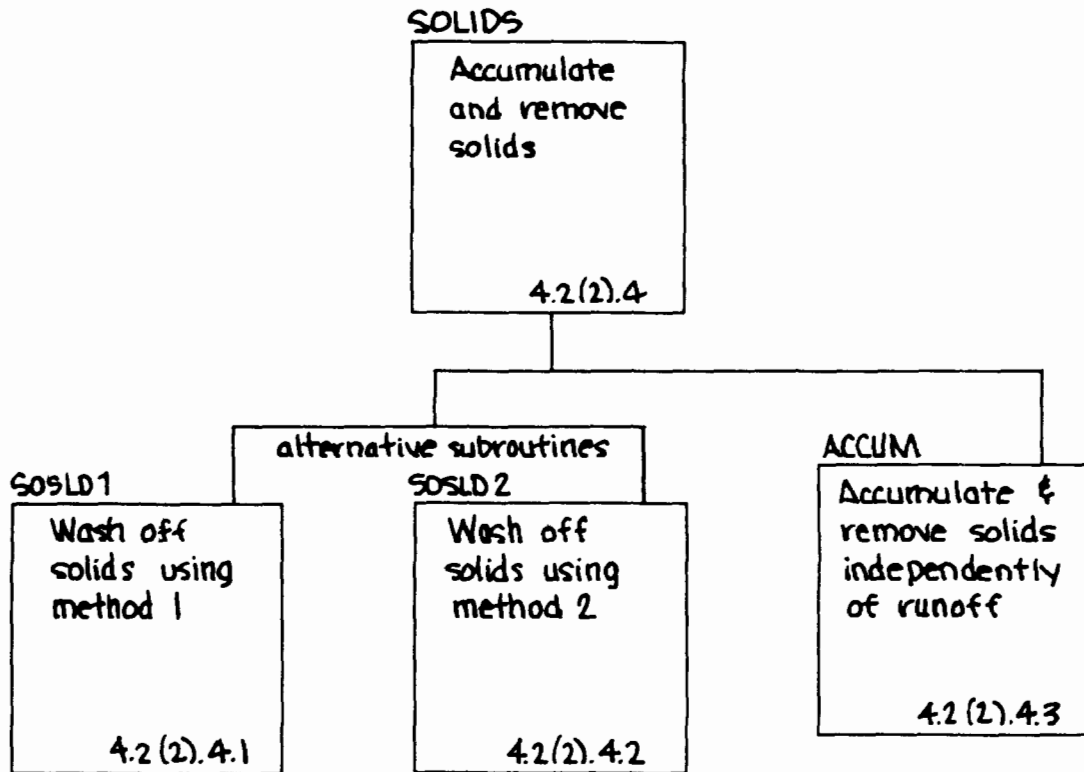 SOLIDS
Accumulate
and remove
solids
4.2(2).4
alternative subroutines
SOSLD1
Wash off
solids using
method 1
4.2(2).4.1
SOSLD2
Wash off
solids using
method 2
4.2(2).4.2
ACCUM
Accumulate &
remove solids
independently
of runoff
4.2(2).4.3